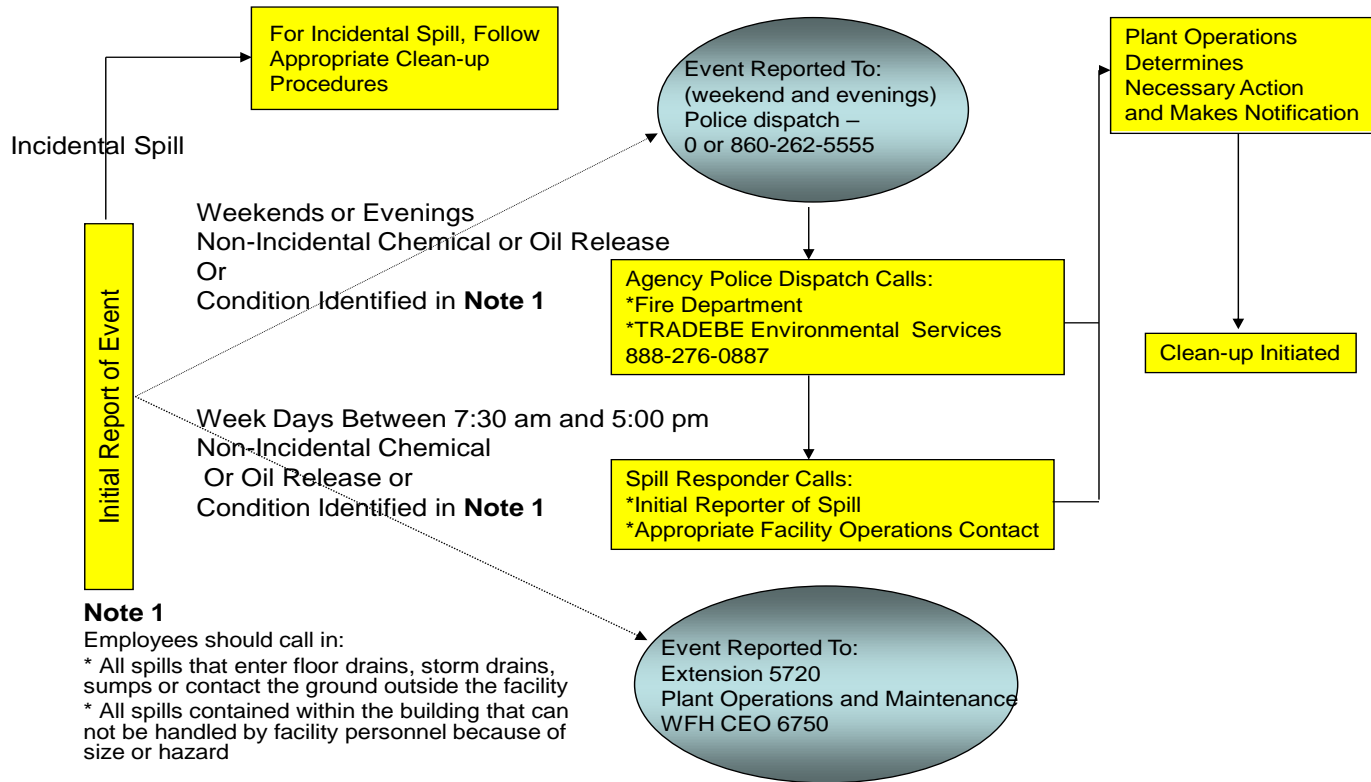 For Incidental Spill, Follow
Appropriate Clean-up
Procedures
Event Reported To:
(weekend and evenings)
Police dispatch –
0 or 860-262-5555
Plant Operations
Determines
Necessary Action
and Makes Notification
Incidental Spill
Weekends or Evenings
Non-Incidental Chemical or Oil Release
Or
Condition Identified in Note 1
Agency Police Dispatch Calls:
*Fire Department
*TRADEBE Environmental Services
888-276-0887
Clean-up Initiated
Initial Report of Event
Week Days Between 7:30 am and 5:00 pm
Non-Incidental Chemical
Or Oil Release or
Condition Identified in Note 1
Spill Responder Calls:
*Initial Reporter of Spill
*Appropriate Facility Operations Contact
Note 1
Employees should call in:
* All spills that enter floor drains, storm drains,
sumps or contact the ground outside the facility
* All spills contained within the building that can
not be handled by facility personnel because of
size or hazard
Event Reported To:
Extension 5720
Plant Operations and Maintenance
WFH CEO 6750